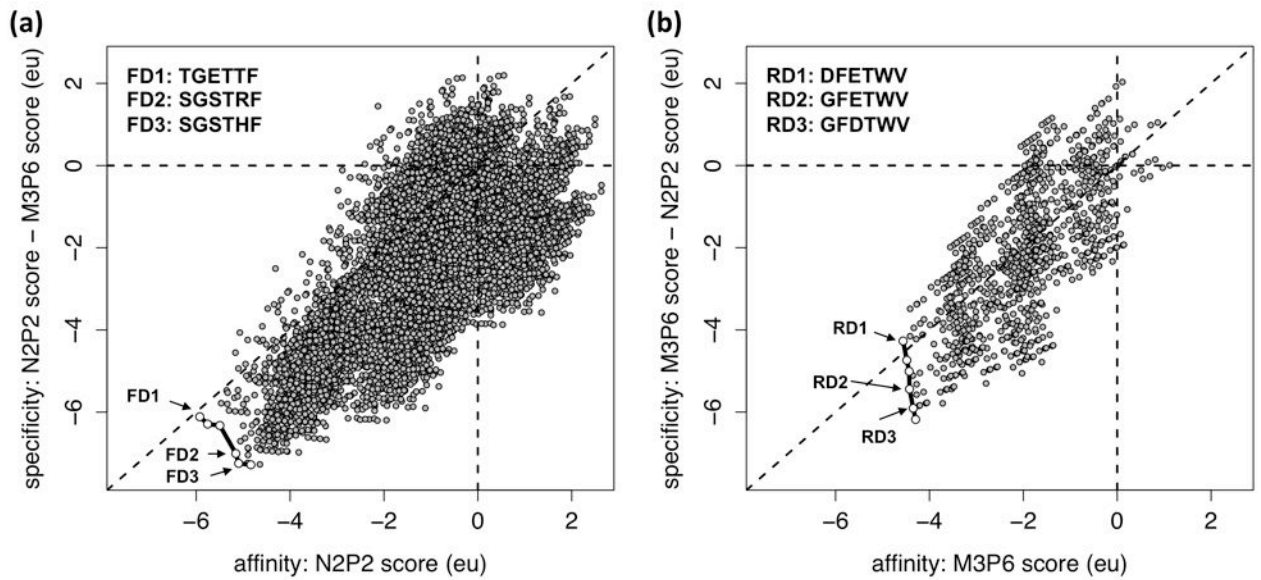 (a)
FD1: TGETTF
FD2: SGSTRF
FD3: SGSTHF
specificity: N2P2 score – M3P6 score (eu)
2
0
−2
−4
−6
FD1
FD2
FD3
−6 −4 −2 0 2
affinity: N2P2 score (eu)
(b)
RD1: DFETWV
RD2: GFETWV
RD3: GFDTWV
specificity: M3P6 score – N2P2 score (eu)
2
0
−2
−4
−6
RD1
RD2
RD3
−6 −4 −2 0 2
affinity: M3P6 score (eu)